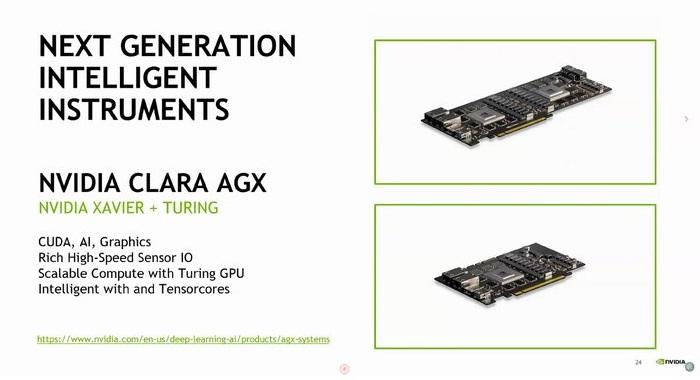 NEXT GENERATION
INTELLIGENT
INSTRUMENTS
NVIDIA CLARA AGX
NVIDIA XAVIER + TURING
CUDA, AI, Graphics
Rich High-Speed Sensor IO
Scalable Compute with Turing GPU
Intelligent with and Tensorcores
https://www.nvidia.com/en-us/deep-learning-ai/products/agx-systems
24
NVIDIA